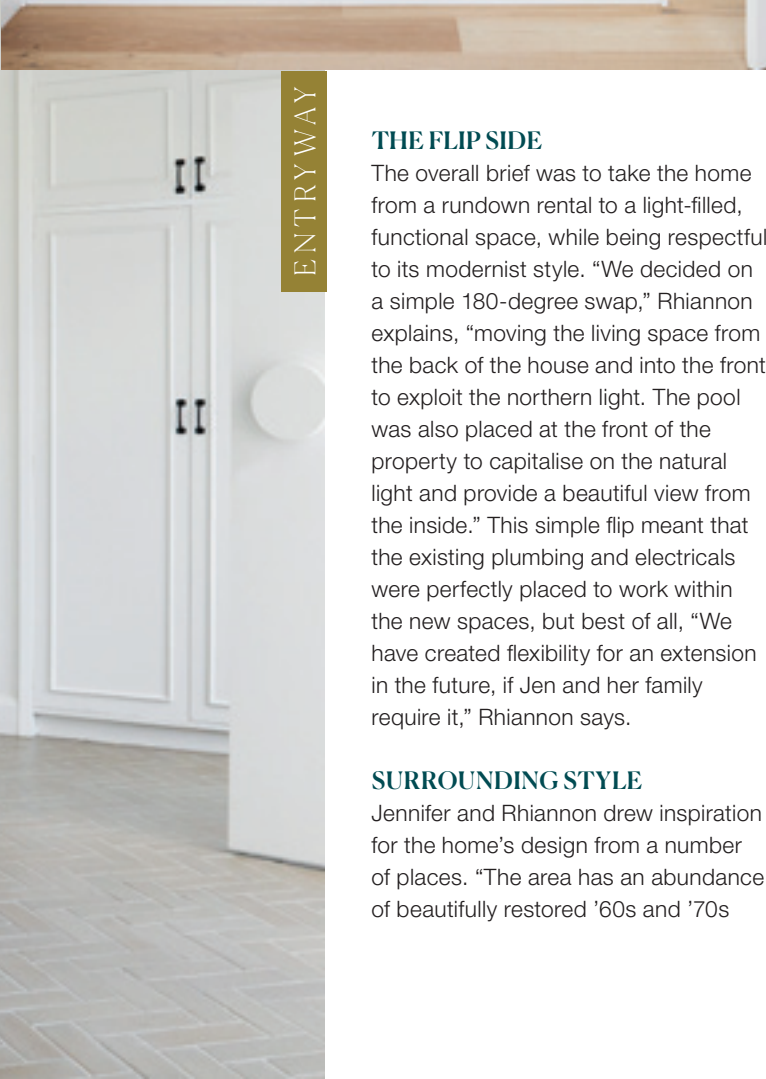 ENTRYWAY
THE FLIP SIDE
The overall brief was to take the home
from a rundown rental to a light-filled,
functional space, while being respectful
to its modernist style. “We decided on
a simple 180-degree swap,” Rhiannon
explains, “moving the living space from
the back of the house and into the front
to exploit the northern light. The pool
was also placed at the front of the
property to capitalise on the natural
light and provide a beautiful view from
the inside.” This simple flip meant that
the existing plumbing and electricals
were perfectly placed to work within
the new spaces, but best of all, “We
have created flexibility for an extension
in the future, if Jen and her family
require it,” Rhiannon says.
SURROUNDING STYLE
Jennifer and Rhiannon drew inspiration
for the home’s design from a number
of places. “The area has an abundance
of beautifully restored ’60s and ’70s